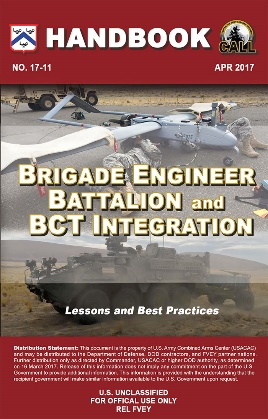 HANDBOOK
CALL
NO. 17-11
APR 2017
BRIGADE ENGINEER
BATTALION and
BCT INTEGRATION
Lessons and Best Practices
Distribution Statement: This document is the property of U.S. Army Combined Arms Center (USACAC)
and may be distributed to the Department of Defense, DOD contractors, and FVEY partner nations.
Further distribution only as directed by Commander, USACAC or higher DOD authority, as determined
on 16 March 2017. Release of this information does not imply any commitment on the part of the U.S.
Government to provide additional information. This information is provided with the understanding that the
recipient government will make similar information available to the U.S. Government upon request.
U.S. UNCLASSIFIED
FOR OFFICAL USE ONLY
REL FVEY